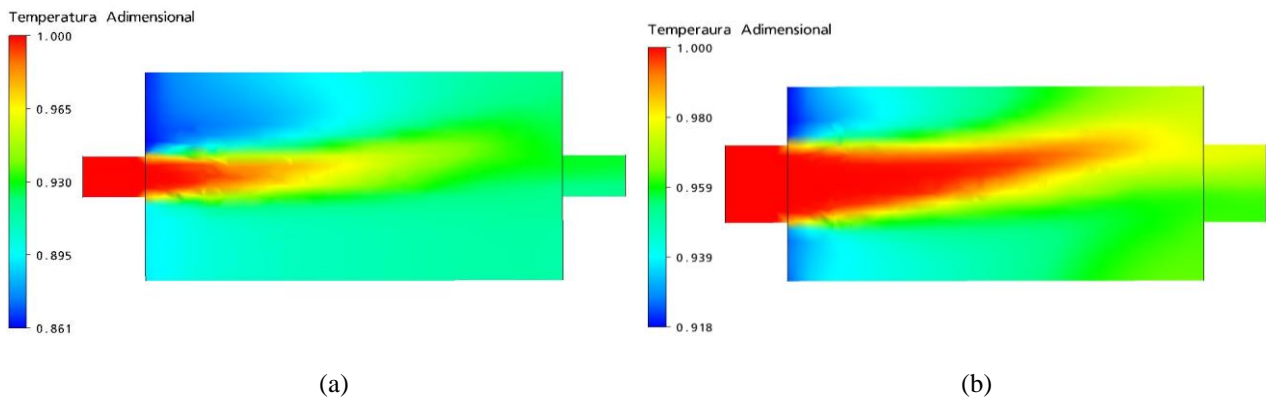 Temperatura Adimensional
1.000
0.965
0.930
0.895
0.861
(a)
Temperaura Adimensional
1.000
0.980
0.959
0.939
0.918
(b)